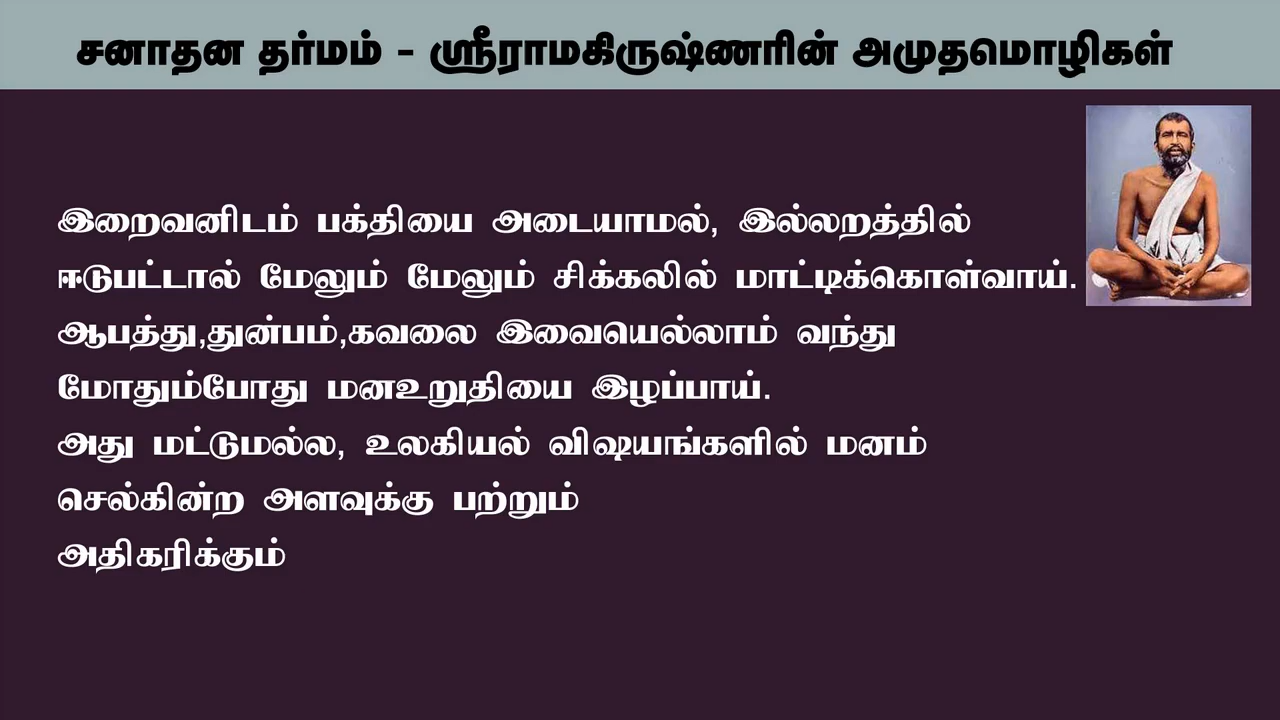 சனாதன தர்மம் - ஸ்ரீராமகிருஷ்ணரின் அமுதமொழிகள்
இறைவனிடம் பக்தியை அடையாமல், இல்லறத்தில்
ஈடுபட்டால் மேலும் மேலும் சிக்கலில் மாட்டிக்கொள்வாய்.
ஆபத்து,துன்பம்,கவலை இவையெல்லாம் வந்து
மோதும்போது மனஉறுதியை இழப்பாய்.
அது மட்டுமல்ல, உலகியல் விஷயங்களில் மனம்
செல்கின்ற அளவுக்கு பற்றும்
அதிகரிக்கும்